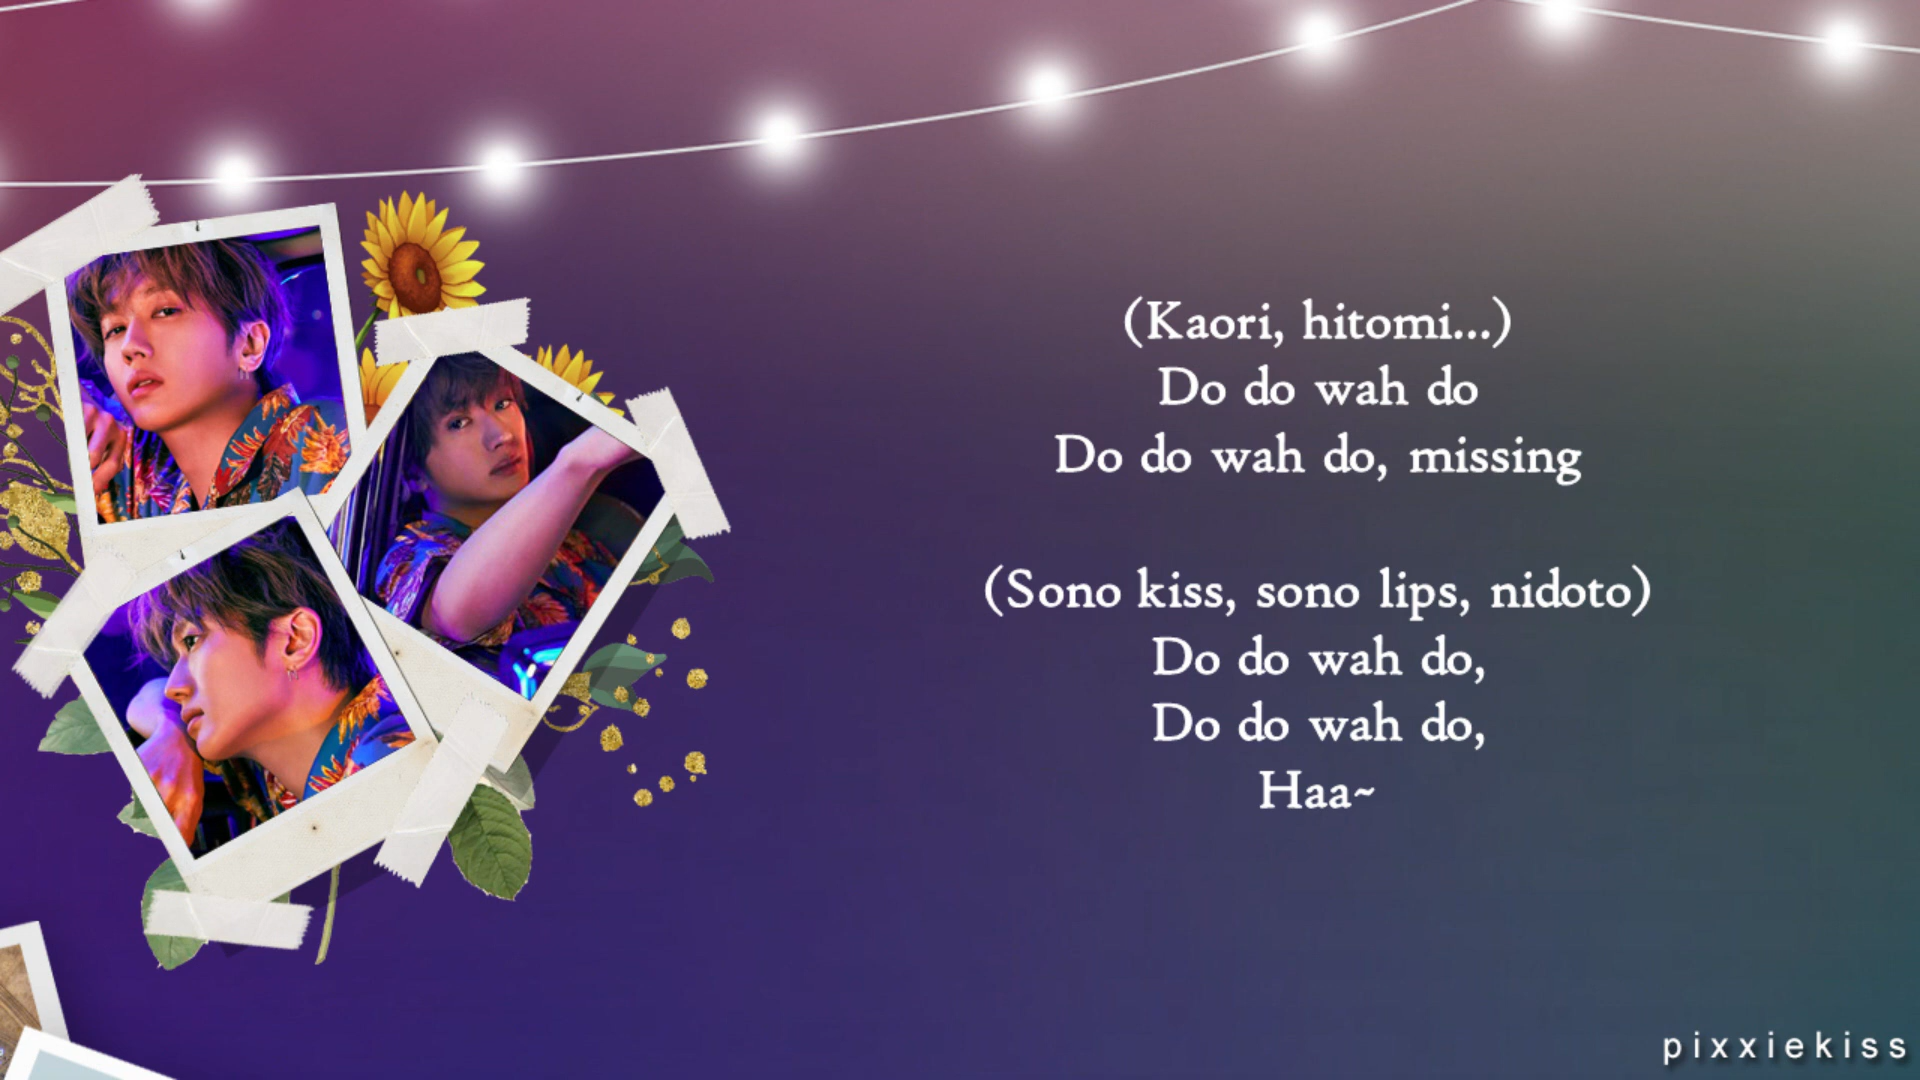 (Kaori, hitomi...)
Do do wah do
Do do wah do, missing
(Sono kiss, sono lips, nidoto)
Do do wah do,
Do do wah do,
Haa~
pixxiekiss